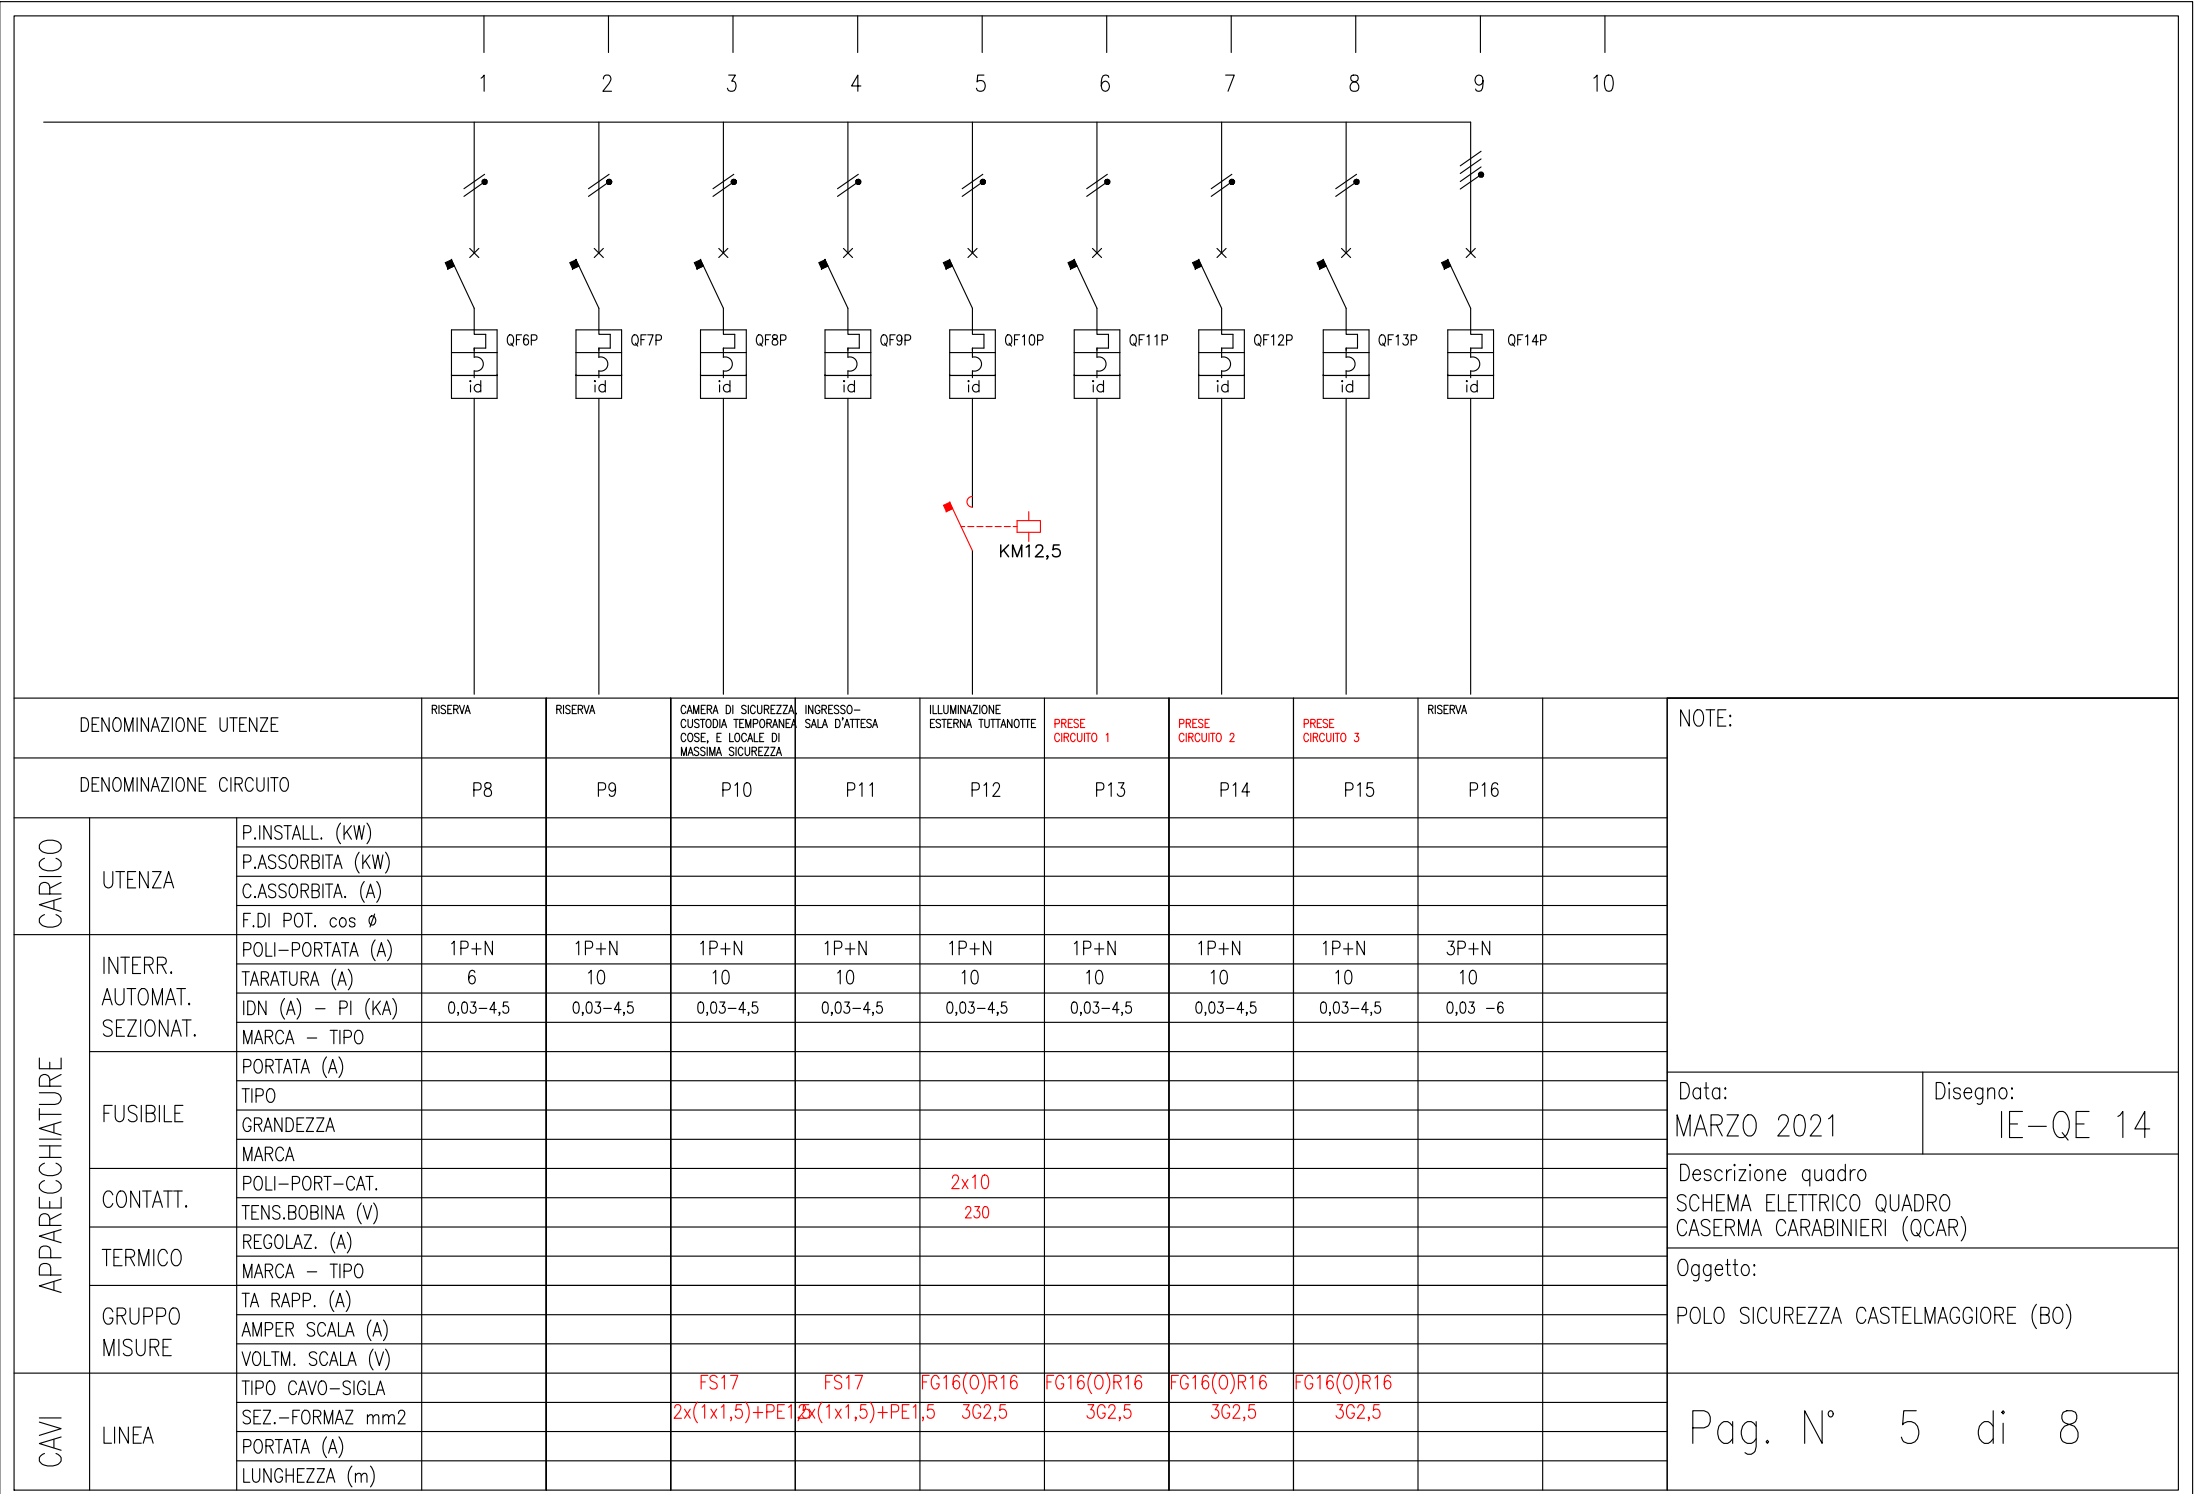 1 2 3 4 5 6 7 8 9 10
QF6P QF7P QF8P QF9P QF10P QF11P QF12P QF13P QF14P
id id id id id id id id id
KM12,5
DENOMINAZIONE UTENZE
RISERVA
RISERVA
CAMERA DI SICUREZZA,
CUSTODIA TEMPORANEA
COSE, E LOCALE DI
MASSIMA SICUREZZA
INGRESSO-
SALA D'ATTESA
ILLUMINAZIONE
ESTERNA TUTTANOTTE
PRESE
CIRCUITO 1
PRESE
CIRCUITO 2
PRESE
CIRCUITO 3
RISERVA
DENOMINAZIONE CIRCUITO P8 P9 P10 P11 P12 P13 P14 P15 P16
CARICO
UTENZA
P.INSTALL. (KW)
P.ASSORBITA (KW)
C.ASSORBITA. (A)
F.DI POT. cos ø
APPARECCHIATURE
INTERR.
AUTOMAT.
SEZIONAT.
POLI-PORTATA (A) 1P+N 1P+N 1P+N 1P+N 1P+N 1P+N 1P+N 1P+N 3P+N
TARATURA (A) 6 10 10 10 10 10 10 10 10
IDN (A) - PI (KA) 0,03-4,5 0,03-4,5 0,03-4,5 0,03-4,5 0,03-4,5 0,03-4,5 0,03-4,5 0,03-4,5 0,03 -6
MARCA - TIPO
FUSIBILE
PORTATA (A)
TIPO
GRANDEZZA
MARCA
CONTATT.
POLI-PORT-CAT. 2x10
TENS.BOBINA (V) 230
TERMICO
REGOLAZ. (A)
MARCA - TIPO
GRUPPO
MISURE
TA RAPP. (A)
AMPER SCALA (A)
VOLTM. SCALA (V)
CAVI
LINEA
TIPO CAVO-SIGLA FS17 FS17 FG16(O)R16 FG16(O)R16 FG16(O)R16 FG16(O)R16
SEZ.-FORMAZ mm2 2x(1x1,5)+PE1,5 2x(1x1,5)+PE1,5 3G2,5 3G2,5 3G2,5 3G2,5
PORTATA (A)
LUNGHEZZA (m)
NOTE:
Data:
MARZO 2021
Disegno:
IE-QE 14
Descrizione quadro
SCHEMA ELETTRICO QUADRO
CASERMA CARABINIERI (QCAR)
Oggetto:
POLO SICUREZZA CASTELMAGGIORE (BO)
Pag. N° 5 di 8